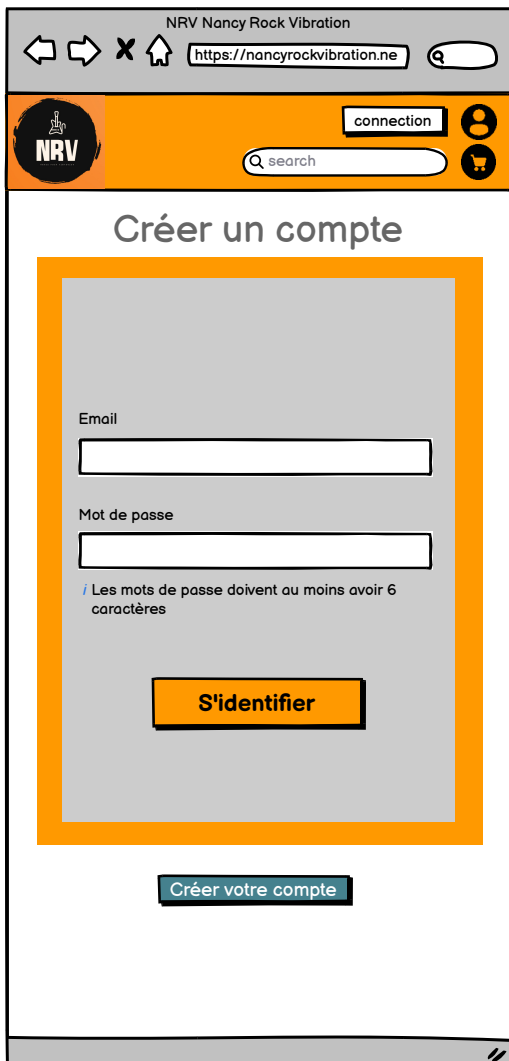 NRV Nancy Rock Vibration
https://nancyrockvibration.ne
connection
NRV
search
Créer un compte
Email
Mot de passe
i Les mots de passe doivent au moins avoir 6
caractères
S'identifier
Créer votre compte